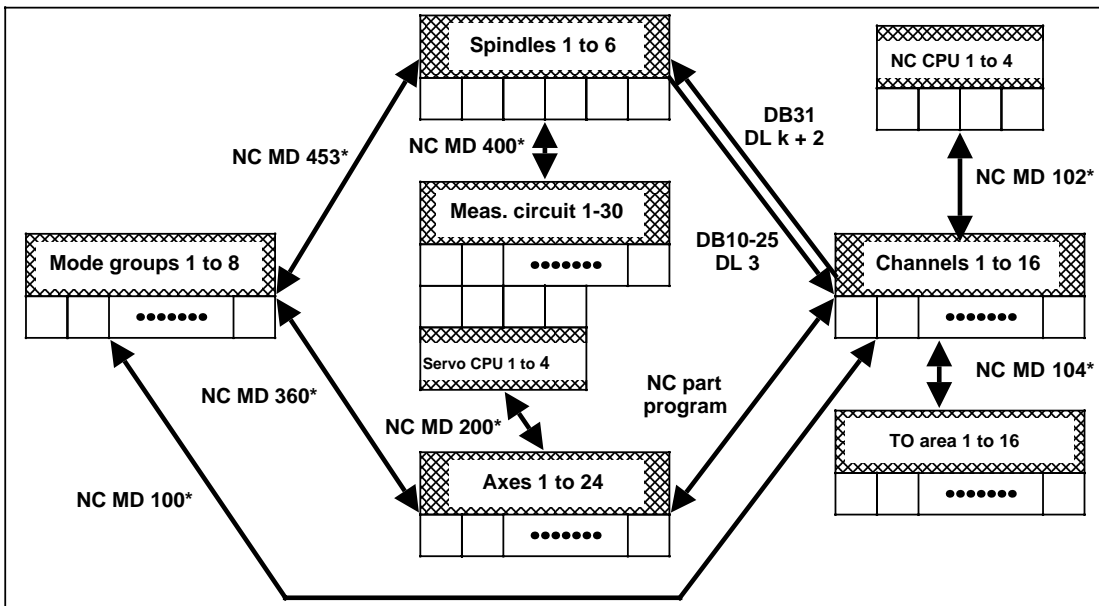 Spindles 1 to 6
NC CPU 1 to 4
DB31
DL k + 2
NC MD 453*
NC MD 400*
NC MD 102*
Meas. circuit 1-30
DB10-25
DL 3
Mode groups 1 to 8
Channels 1 to 16
Servo CPU 1 to 4
NC MD 104*
NC MD 360*
NC part
program
NC MD 200*
TO area 1 to 16
Axes 1 to 24
NC MD 100*